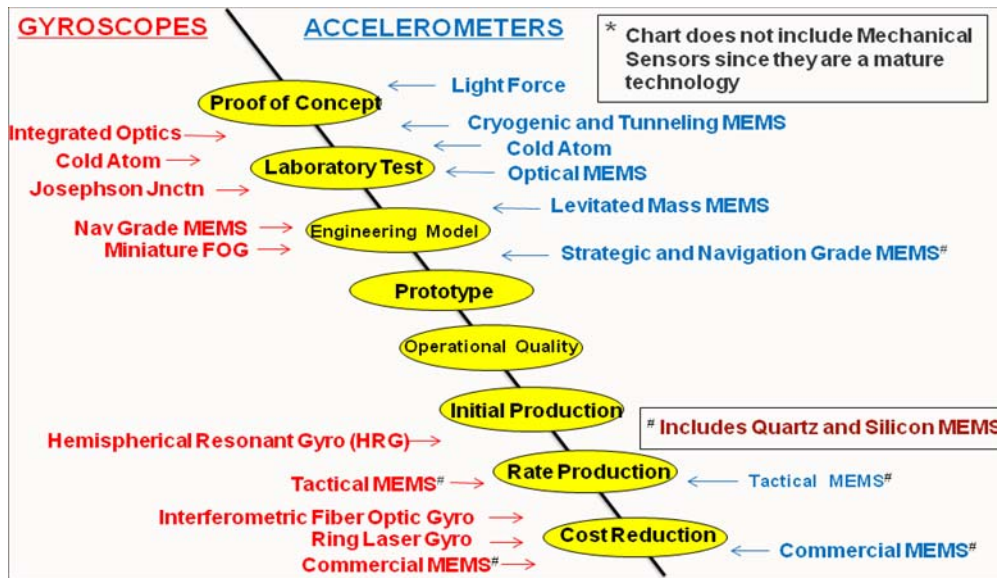 GYROSCOPES
ACCELEROMETERS
* Chart does not include Mechanical
Sensors since they are a mature
technology
Light Force
Proof of Concept
Integrated Optics
Cryogenic and Tunneling MEMS
Cold Atom
Cold Atom
Laboratory Test
Optical MEMS
Josephson Jnctn
Levitated Mass MEMS
Nav Grade MEMS
Engineering Model
Miniature FOG
Strategic and Navigation Grade MEMS#
Prototype
Operational Quality
Initial Production
# Includes Quartz and Silicon MEMS
Hemispherical Resonant Gyro (HRG)
Rate Production
Tactical MEMS#
Tactical MEMS#
Interferometric Fiber Optic Gyro
Ring Laser Gyro
Cost Reduction
Commercial MEMS#
Commercial MEMS#